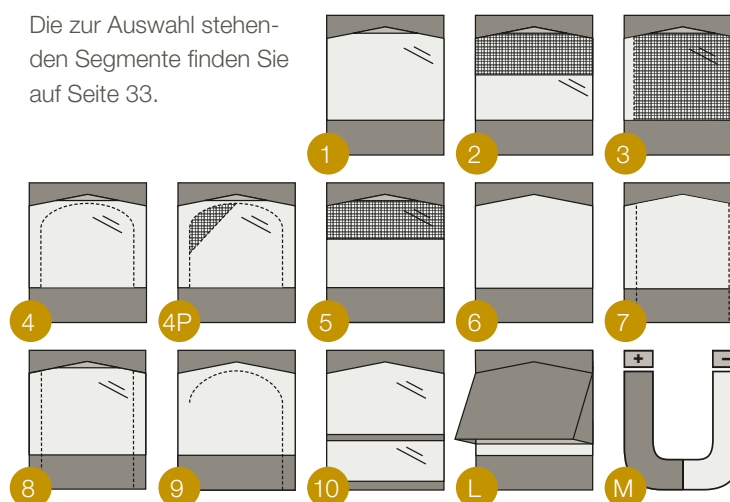 Die zur Auswahl stehen-
den Segmente finden Sie
auf Seite 33.
1
2
3
4
4P
5
6
7
+
–
8
9
10
L
M